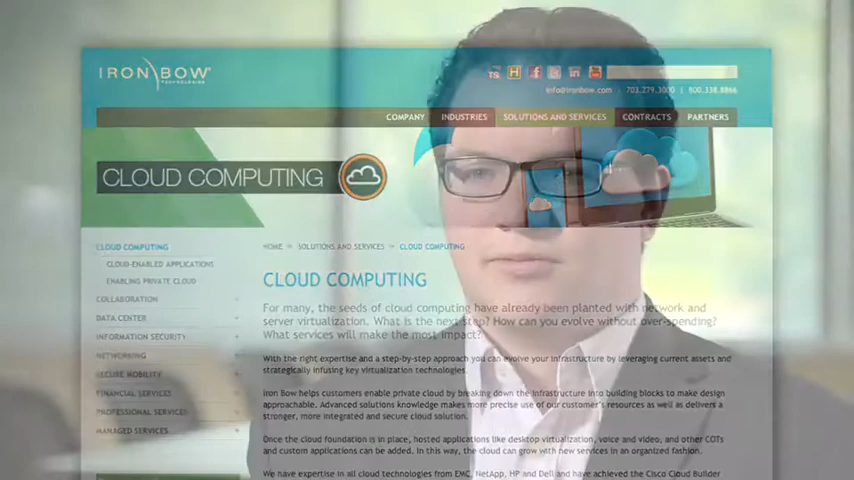 IRON BOW
TECHNOLOGIES
info@ironbow.com | 703.279.3000 | 800.338.8866
COMPANY INDUSTRIES SOLUTIONS AND SERVICES CONTRACTS PARTNERS
CLOUD COMPUTING
CLOUD COMPUTING
CLOUD-ENABLED APPLICATIONS
ENABLING PRIVATE CLOUD
COLLABORATION
DATA CENTER
INFORMATION SECURITY
NETWORKING
SECURE MOBILITY
FINANCIAL SERVICES
PROFESSIONAL SERVICES
MANAGED SERVICES
HOME > SOLUTIONS AND SERVICES > CLOUD COMPUTING
CLOUD COMPUTING
For many, the seeds of cloud computing have already been planted with network and
server virtualization. What is the next step? How can you evolve without over-spending?
What services will make the most impact?
With the right expertise and a step-by-step approach you can evolve your infrastructure by leveraging current assets and
strategically infusing key virtualization technologies.
Iron Bow helps customers enable private cloud by breaking down the infrastructure into building blocks to make design
approachable. Advanced solutions knowledge makes more precise use of our customer's resources as well as delivers a
stronger, more integrated and secure cloud solution.
Once the cloud foundation is in place, hosted applications like desktop virtualization, voice and video, and other COTS
and custom applications can be added. In this way, the cloud can grow with new services in an organized fashion.
We have expertise in all cloud technologies from EMC, NetApp, HP and Dell and have achieved the Cisco Cloud Builder